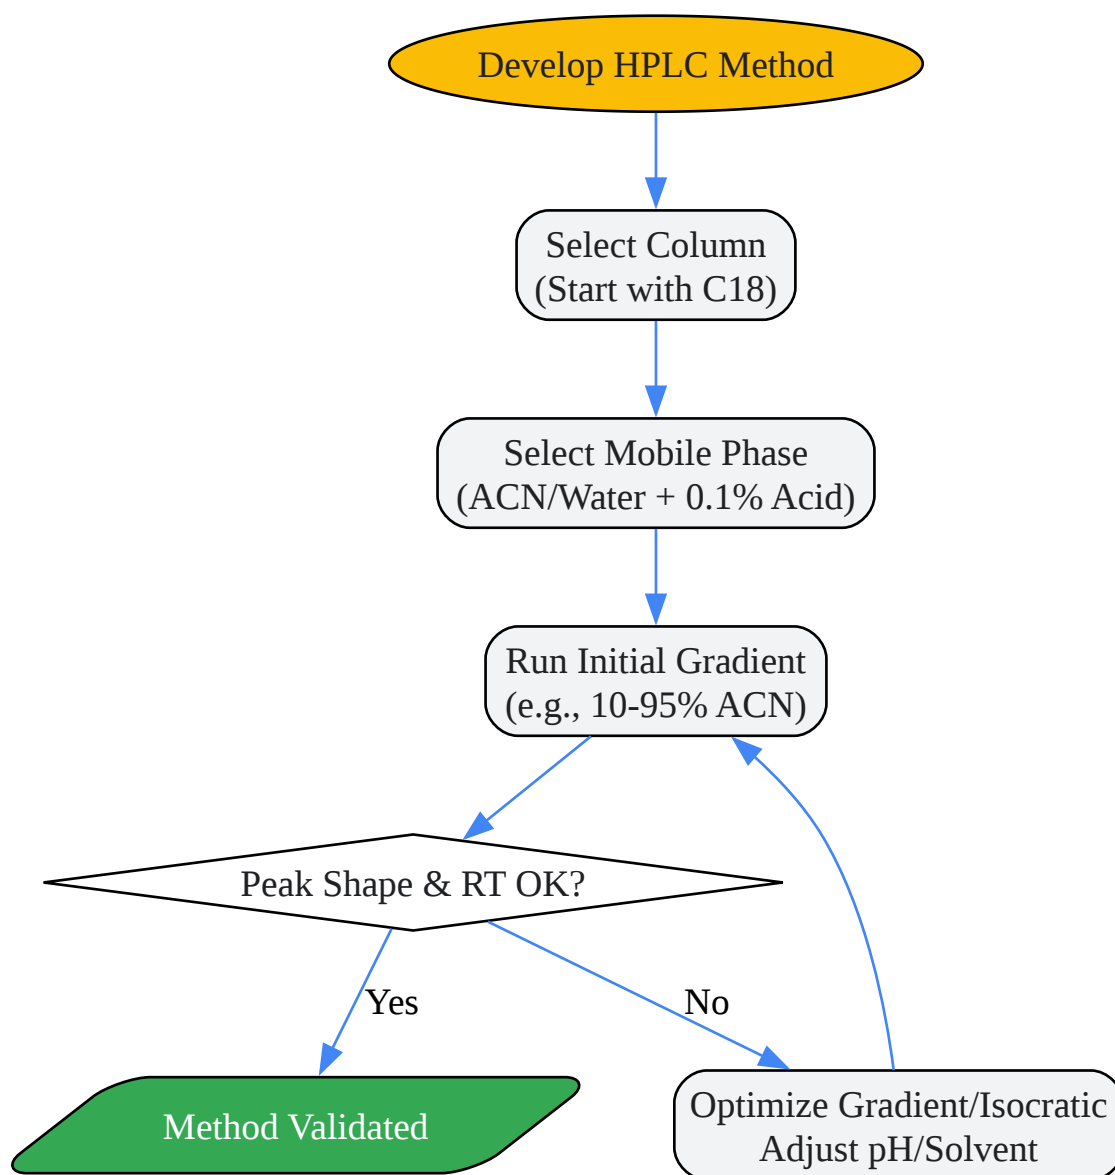 Develop HPLC Method
Select Column
(Start with C18)
Select Mobile Phase
(ACN/Water + 0.1% Acid)
Run Initial Gradient
(e.g., 10-95% ACN)
Peak Shape & RT OK?
Yes
No
Method Validated
Optimize Gradient/Isocratic
Adjust pH/Solvent